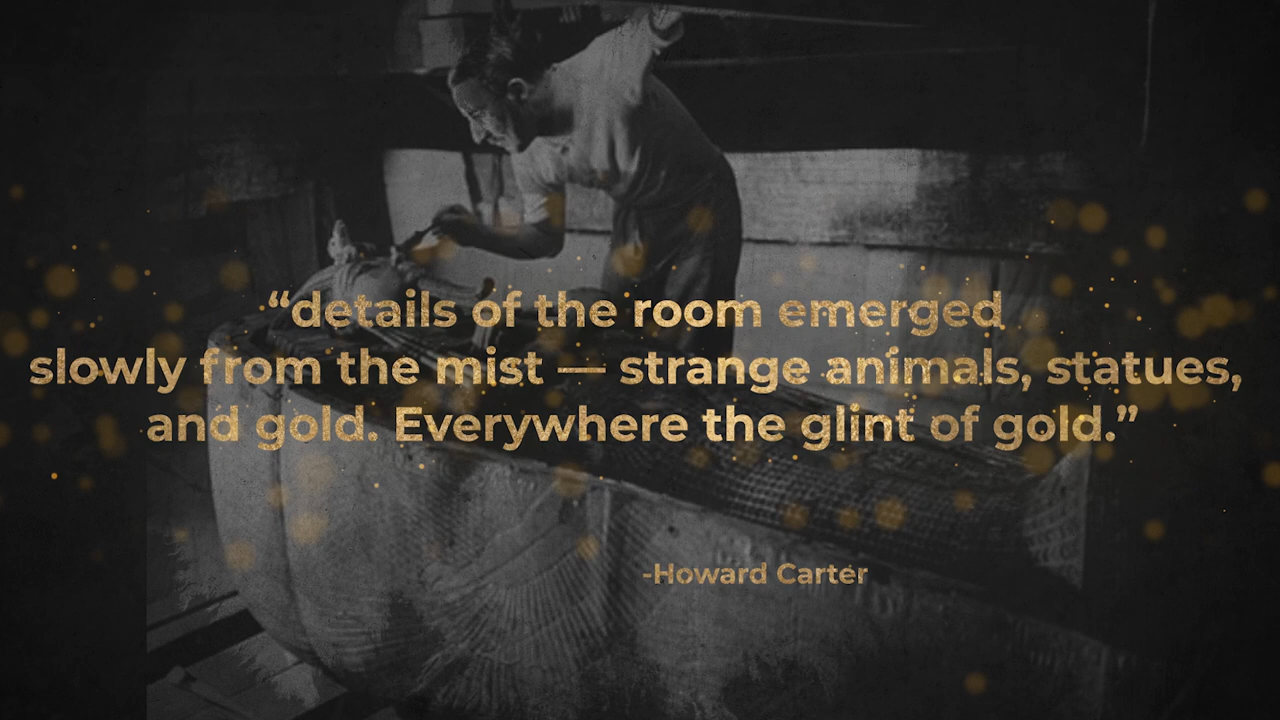 “details of the room emerged
slowly from the mist — strange animals, statues,
and gold. Everywhere the glint of gold.”
-Howard Carter